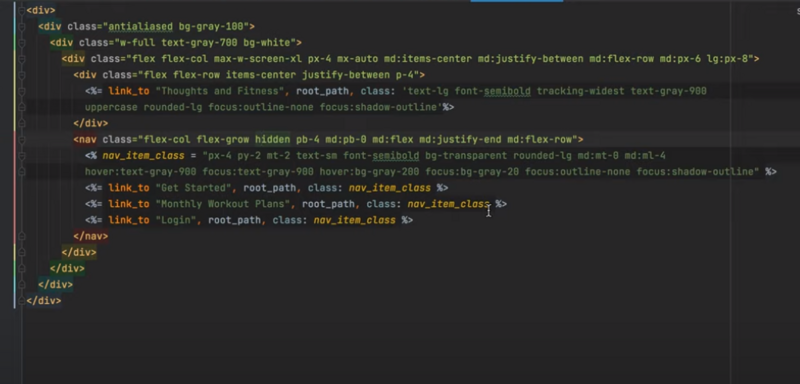 <div>
<div class="antialiased bg-gray-100">
<div class="w-full text-gray-700 bg-white">
<div class="flex flex-col max-w-screen-xl px-4 mx-auto md:items-center md:justify-between md:flex-row md:px-6 lg:px-8">
<div class="flex flex-row items-center justify-between p-4">
<%= link_to "Thoughts and Fitness", root_path, class: 'text-lg font-semibold tracking-widest text-gray-900
uppercase rounded-lg focus:outline-none focus:shadow-outline'%>
</div>
<nav class="flex-col flex-grow hidden pb-4 md:pb-0 md:flex md:justify-end md:flex-row">
<% nav_item_class = "px-4 py-2 mt-2 text-sm font-semibold bg-transparent rounded-lg md:mt-0 md:ml-4
hover:text-gray-900 focus:text-gray-900 hover:bg-gray-200 focus:bg-gray-20 focus:outline-none focus:shadow-outline" %>
<%= link_to "Get Started", root_path, class: nav_item_class %>
<%= link_to "Monthly Workout Plans", root_path, class: nav_item_class %>
<%= link_to "Login", root_path, class: nav_item_class %>
</nav>
</div>
</div>
</div>
</div>